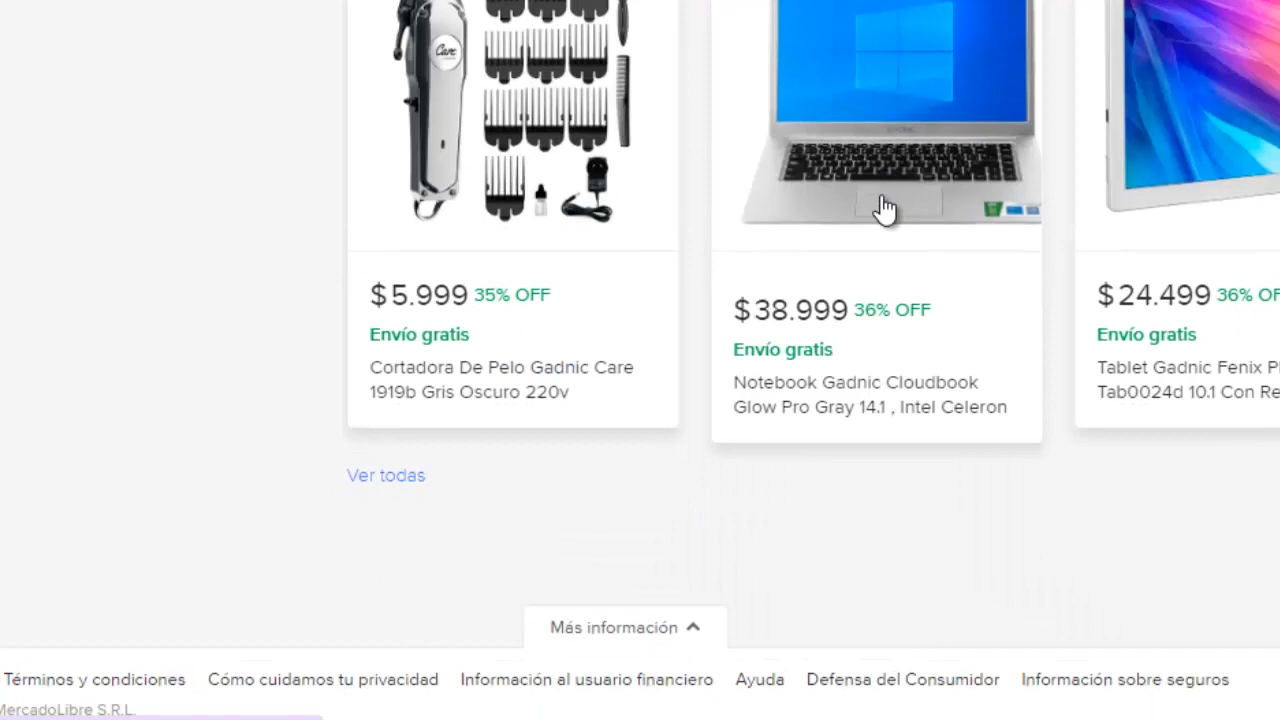 Care
$ 5.999 35% OFF
Envío gratis
Cortadora De Pelo Gadnic Care
1919b Gris Oscuro 220v
$ 38.999 36% OFF
Envío gratis
Notebook Gadnic Cloudbook
Glow Pro Gray 14.1 , Intel Celeron
$ 24.499 36% OF
Envío gratis
Tablet Gadnic Fenix P
Tab0024d 10.1 Con Re
Ver todas
Más información
Términos y condiciones Cómo cuidamos tu privacidad Información al usuario financiero Ayuda Defensa del Consumidor Información sobre seguros
MercadoLibre S.R.L.